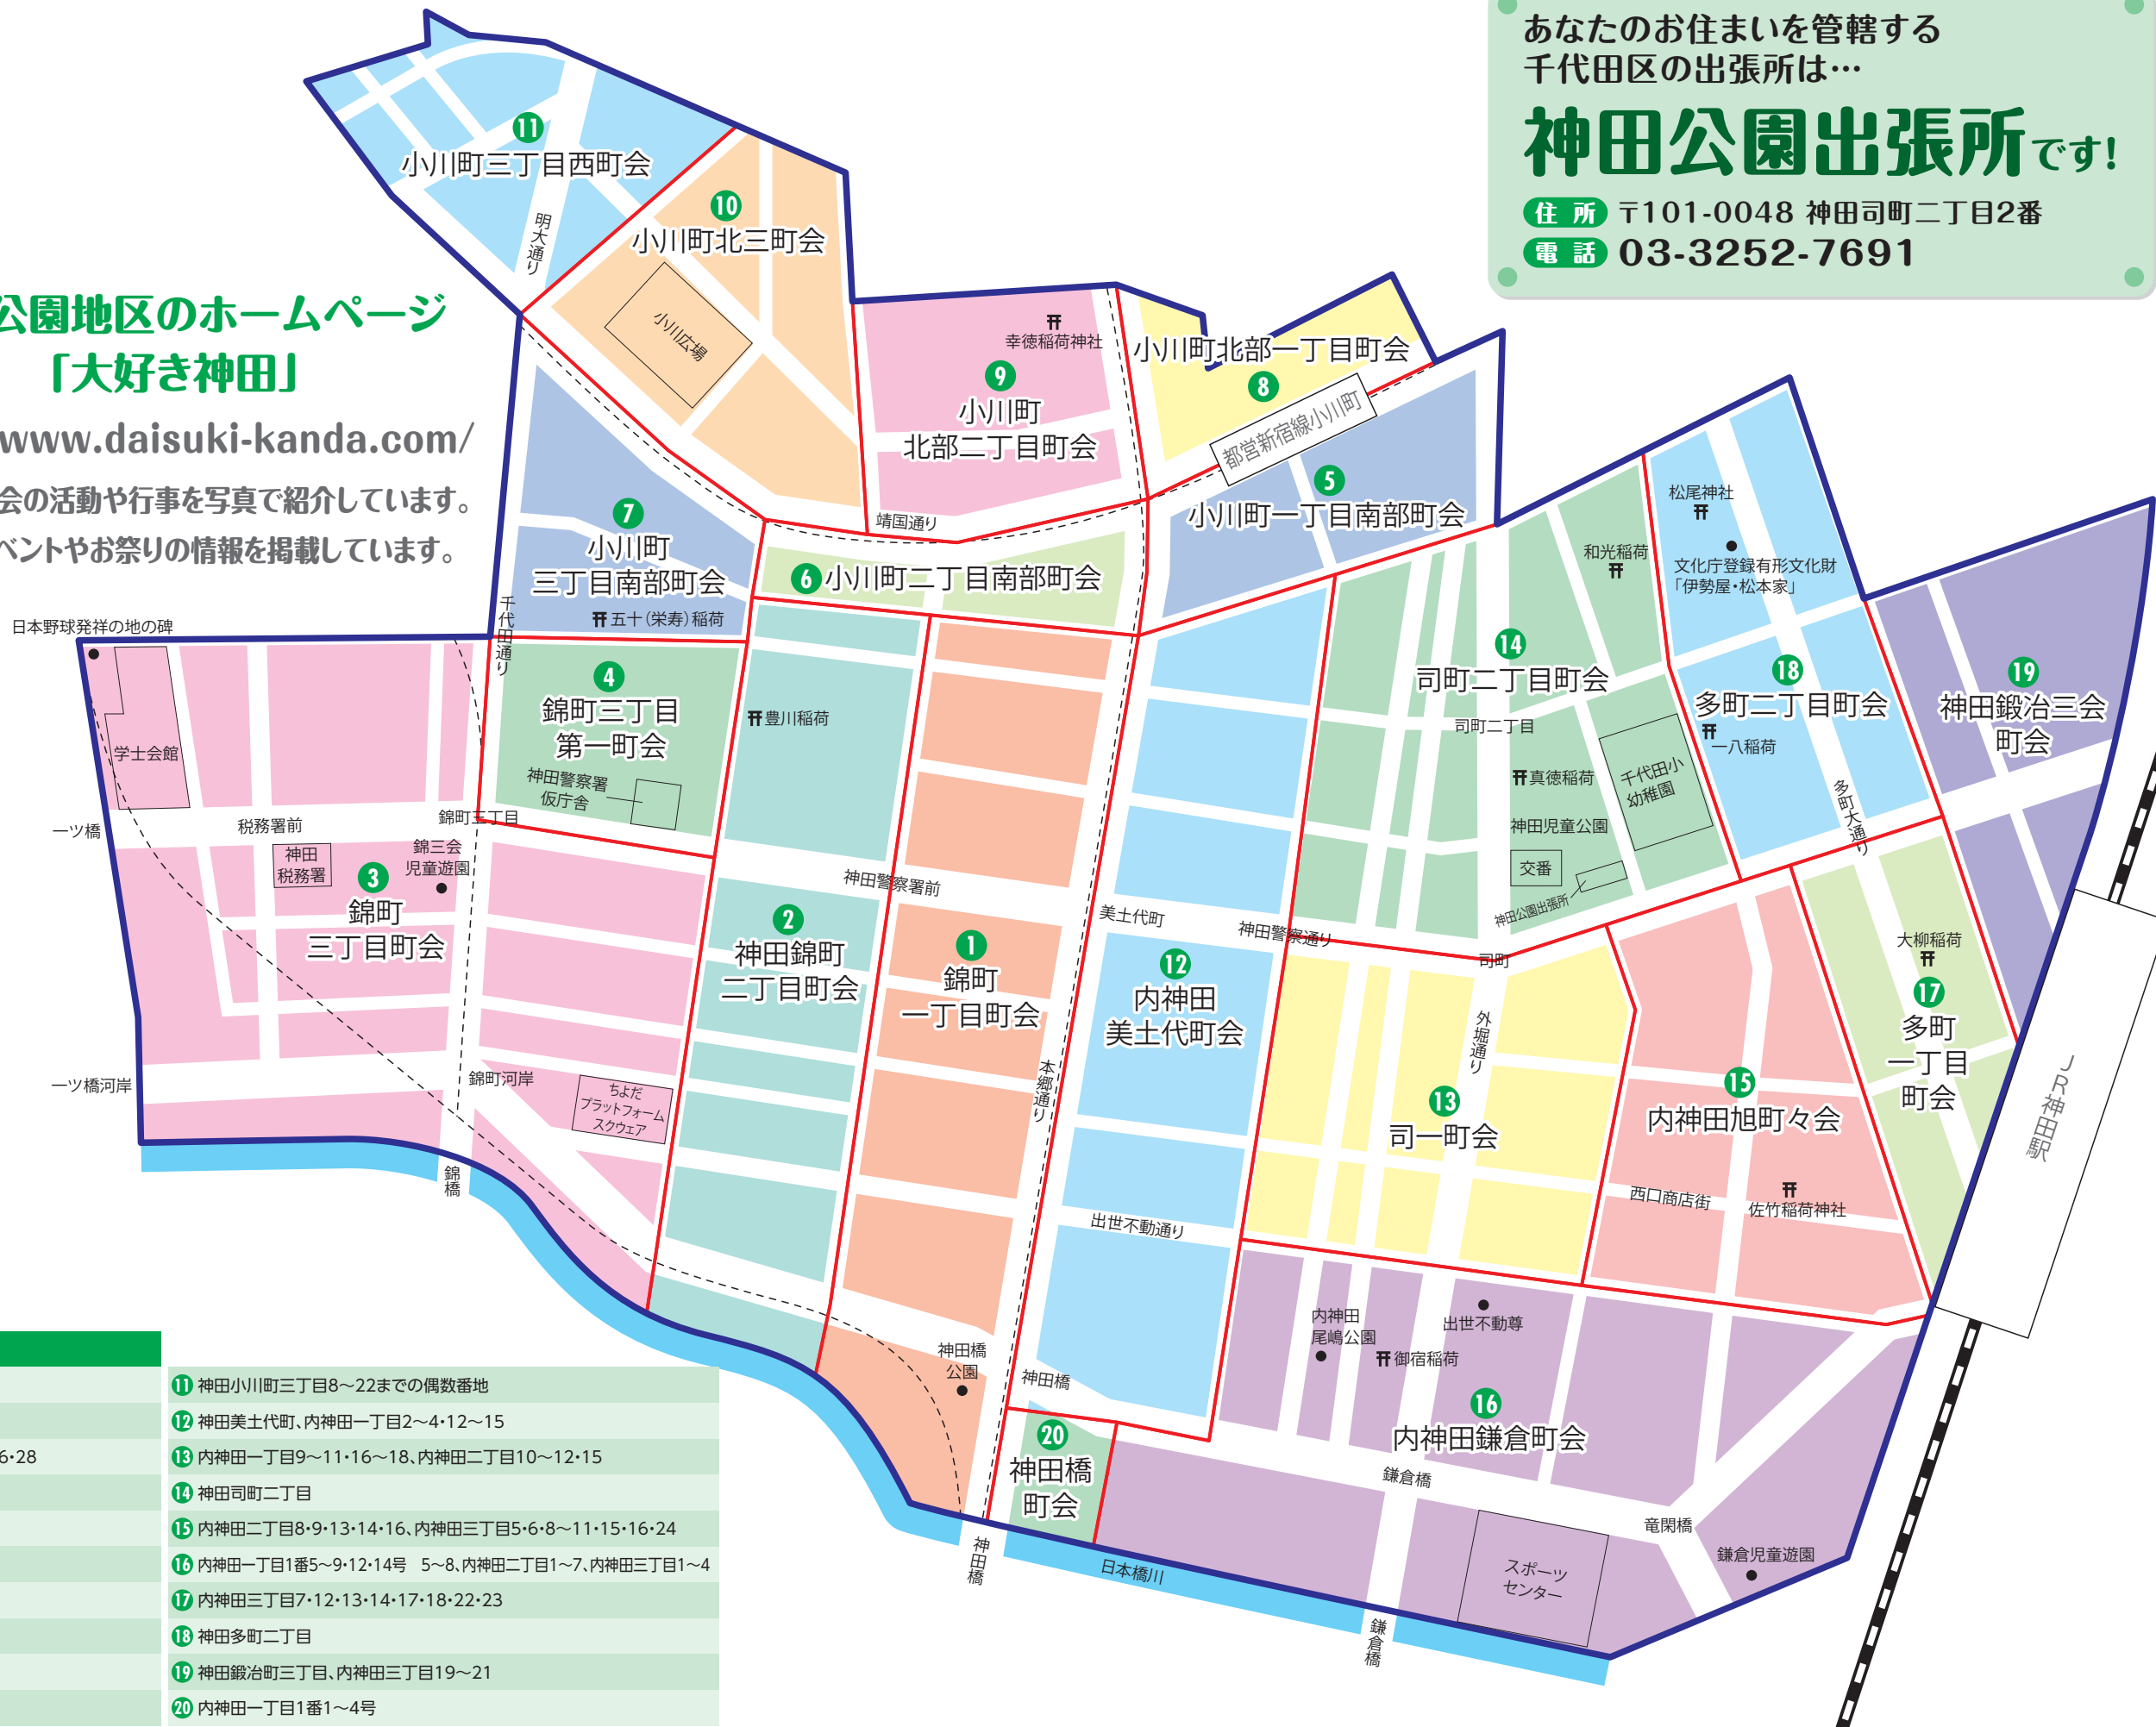 あなたのお住まいを管轄する
千代田区の出張所は…
神田公園出張所です!
住所 〒101-0048 神田司町二丁目2番
電話 03-3252-7691
公園地区のホームページ
「大好き神田」
www.daisuki-kanda.com/
会の活動や行事を写真で紹介しています。
ベントやお祭りの情報を掲載しています。
11
小川町三丁目西町会
明大通り
10
小川町北三町会
小川広場
幸徳稲荷神社
9
小川町
北部二丁目町会
小川町北部一丁目町会
8
都営新宿線小川町
5
小川町一丁目南部町会
靖国通り
7
小川町
三丁目南部町会
五十(栄寿)稲荷
6 小川町二丁目南部町会
千代田通り
日本野球発祥の地の碑
学士会館
一ツ橋
税務署前
神田
税務署
錦三会
児童遊園
錦町三丁目
3
錦町
三丁目町会
一ツ橋河岸
錦町河岸
ちよだ
プラットフォーム
スクウェア
錦橋
4
錦町三丁目
第一町会
神田警察署
仮庁舎
豊川稲荷
神田警察署前
2
神田錦町
二丁目町会
1
錦町
一丁目町会
本郷通り
神田橋
公園
神田橋
神田橋
美土代町
神田警察通り
12
内神田
美土代町会
出世不動通り
松尾神社
文化庁登録有形文化財
「伊勢屋・松本家」
和光稲荷
14
司町二丁目町会
司町二丁目
真徳稲荷
千代田小
幼稚園
神田児童公園
交番
神田公園出張所
司町
18
多町二丁目町会
一八稲荷
多町大通り
19
神田鍛冶三会
町会
大柳稲荷
17
多町
一丁目
町会
JR神田駅
外堀通り
13
司一町会
15
内神田旭町々会
西口商店街
佐竹稲荷神社
内神田
尾嶋公園
出世不動尊
御宿稲荷
16
内神田鎌倉町会
20
神田橋
町会
鎌倉橋
竜閑橋
鎌倉児童遊園
スポーツ
センター
日本橋川
鎌倉橋
6・28
11 神田小川町三丁目8～22までの偶数番地
12 神田美土代町、内神田一丁目2～4・12～15
13 内神田一丁目9～11・16～18、内神田二丁目10～12・15
14 神田司町二丁目
15 内神田二丁目8・9・13・14・16、内神田三丁目5・6・8～11・15・16・24
16 内神田一丁目1番5～9・12・14号 5～8、内神田二丁目1～7、内神田三丁目1～4
17 内神田三丁目7・12・13・14・17・18・22・23
18 神田多町二丁目
19 神田鍛冶町三丁目、内神田三丁目19～21
20 内神田一丁目1番1～4号